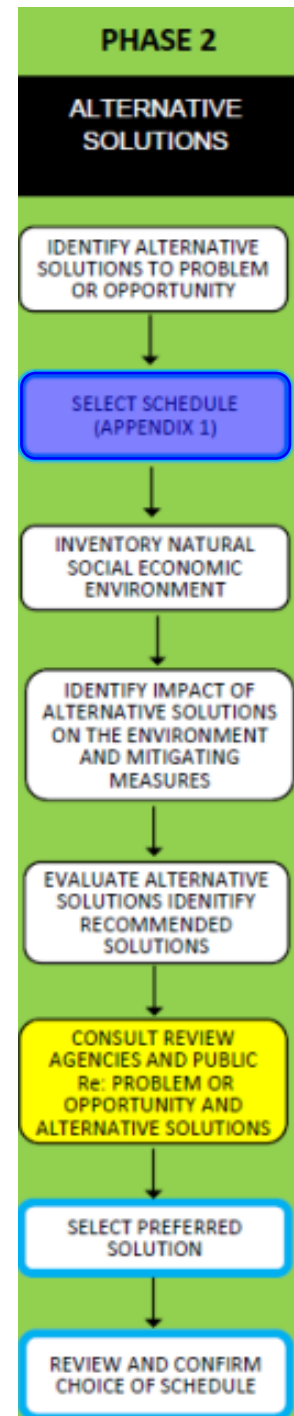 PHASE 2
ALTERNATIVE
SOLUTIONS
IDENTIFY ALTERNATIVE
SOLUTIONS TO PROBLEM
OR OPPORTUNITY
SELECT SCHEDULE
(APPENDIX 1)
INVENTORY NATURAL
SOCIAL ECONOMIC
ENVIRONMENT
IDENTIFY IMPACT OF
ALTERNATIVE SOLUTIONS
ON THE ENVIRONMENT
AND MITIGATING
MEASURES
EVALUATE ALTERNATIVE
SOLUTIONS IDENITIFY
RECOMMENDED
SOLUTIONS
CONSULT REVIEW
AGENCIES AND PUBLIC
Re: PROBLEM OR
OPPORTUNITY AND
ALTERNATIVE SOLUTIONS
SELECT PREFERRED
SOLUTION
REVIEW AND CONFIRM
CHOICE OF SCHEDULE